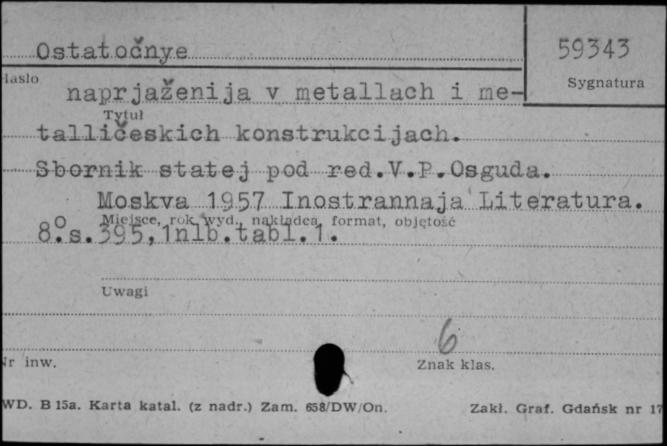 Ostatočnye
59343
Hasło
Sygnatura
naprjaženija v metallach i me-
Tytuł
talličeskich konstrukcijach.
Sbornik statej pod red.V.P.Osguda.
Moskva 1957 Inostrannaja Literatura.
Miejsce, rok wyd., nakładca, format, objętość
8°.s.395,1nlb.tabl.1.
Uwagi
6
Nr inw.
Znak klas.
WD. B 15a. Karta katal. (z nadr.) Zam. 658/DW/On.
Zakł. Graf. Gdańsk nr 17